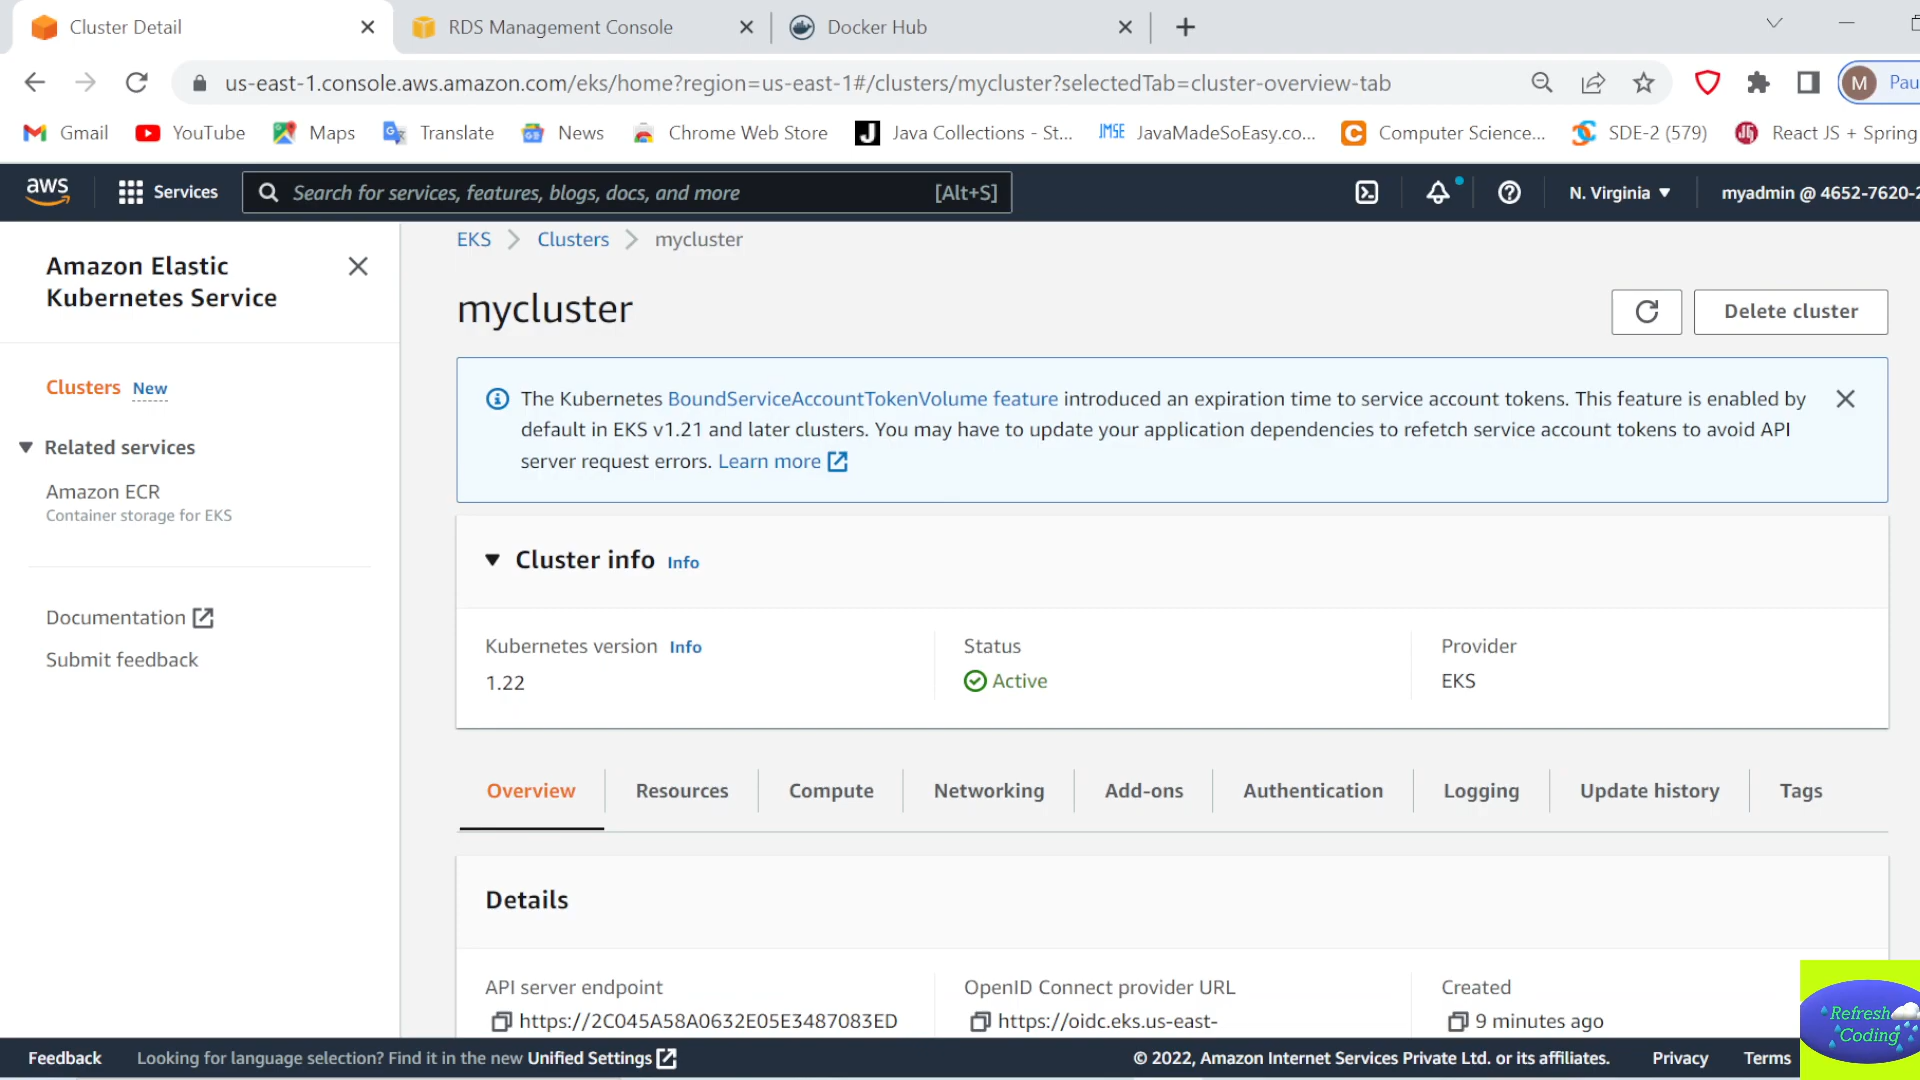 Cluster Detail
RDS Management Console
Docker Hub
us-east-1.console.aws.amazon.com/eks/home?region=us-east-1#/clusters/mycluster?selectedTab=cluster-overview-tab
M
Pau
Gmail
YouTube
Maps
Translate
News
Chrome Web Store
Java Collections - St...
JavaMadeSoEasy.co...
Computer Science...
SDE-2 (579)
React JS + Spring
aws
Services
Search for services, features, blogs, docs, and more
[Alt+S]
N. Virginia
myadmin @ 4652-7620-2
Amazon Elastic
Kubernetes Service
Clusters New
Related services
Amazon ECR
Container storage for EKS
Documentation
Submit feedback
EKS
Clusters
mycluster
mycluster
Delete cluster
The Kubernetes BoundServiceAccountTokenVolume feature introduced an expiration time to service account tokens. This feature is enabled by
default in EKS v1.21 and later clusters. You may have to update your application dependencies to refetch service account tokens to avoid API
server request errors. Learn more
Cluster info Info
Kubernetes version Info
1.22
Status
Active
Provider
EKS
Overview
Resources
Compute
Networking
Add-ons
Authentication
Logging
Update history
Tags
Details
API server endpoint
https://2C045A58A0632E05E3487083ED
OpenID Connect provider URL
https://oidc.eks.us-east-
Created
9 minutes ago
Refresh
Coding
Feedback
Looking for language selection? Find it in the new Unified Settings
© 2022, Amazon Internet Services Private Ltd. or its affiliates.
Privacy
Terms